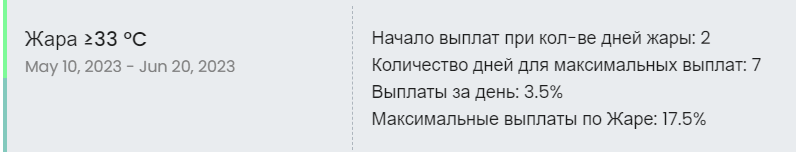 Жара ≥33 °C
May 10, 2023 - Jun 20, 2023
Начало выплат при кол-ве дней жары: 2
Количество дней для максимальных выплат: 7
Выплаты за день: 3.5%
Максимальные выплаты по Жаре: 17.5%